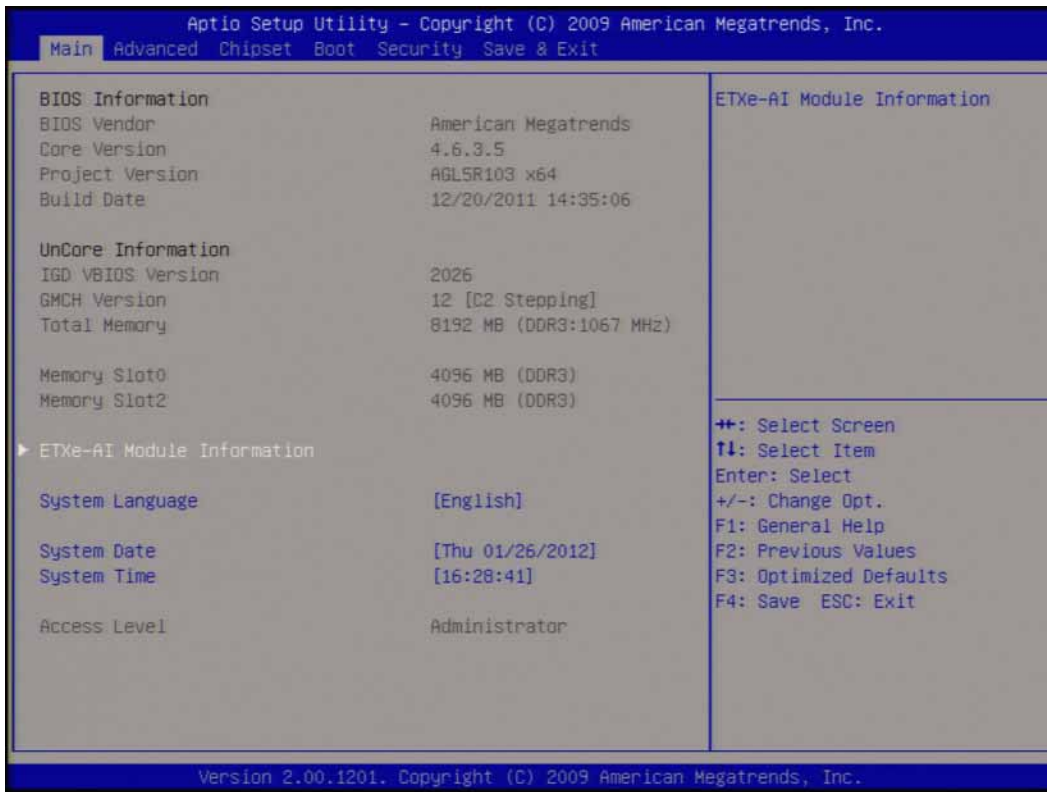 Aptio Setup Utility – Copyright (C) 2009 American Megatrends, Inc.
Main Advanced Chipset Boot Security Save & Exit
BIOS Information
BIOS Vendor American Megatrends
Core Version 4.6.3.5
Project Version AGL5R103 x64
Build Date 12/20/2011 14:35:06
UnCore Information
IGD VBIOS Version 2026
GMCH Version 12 [C2 Stepping]
Total Memory 8192 MB (DDR3:1067 MHz)
Memory Slot0 4096 MB (DDR3)
Memory Slot2 4096 MB (DDR3)
ETXe-AI Module Information
System Language [English]
System Date [Thu 01/26/2012]
System Time [16:28:41]
Access Level Administrator
ETXe-AI Module Information
→←: Select Screen
↑↓: Select Item
Enter: Select
+/-: Change Opt.
F1: General Help
F2: Previous Values
F3: Optimized Defaults
F4: Save ESC: Exit
Version 2.00.1201. Copyright (C) 2009 American Megatrends, Inc.